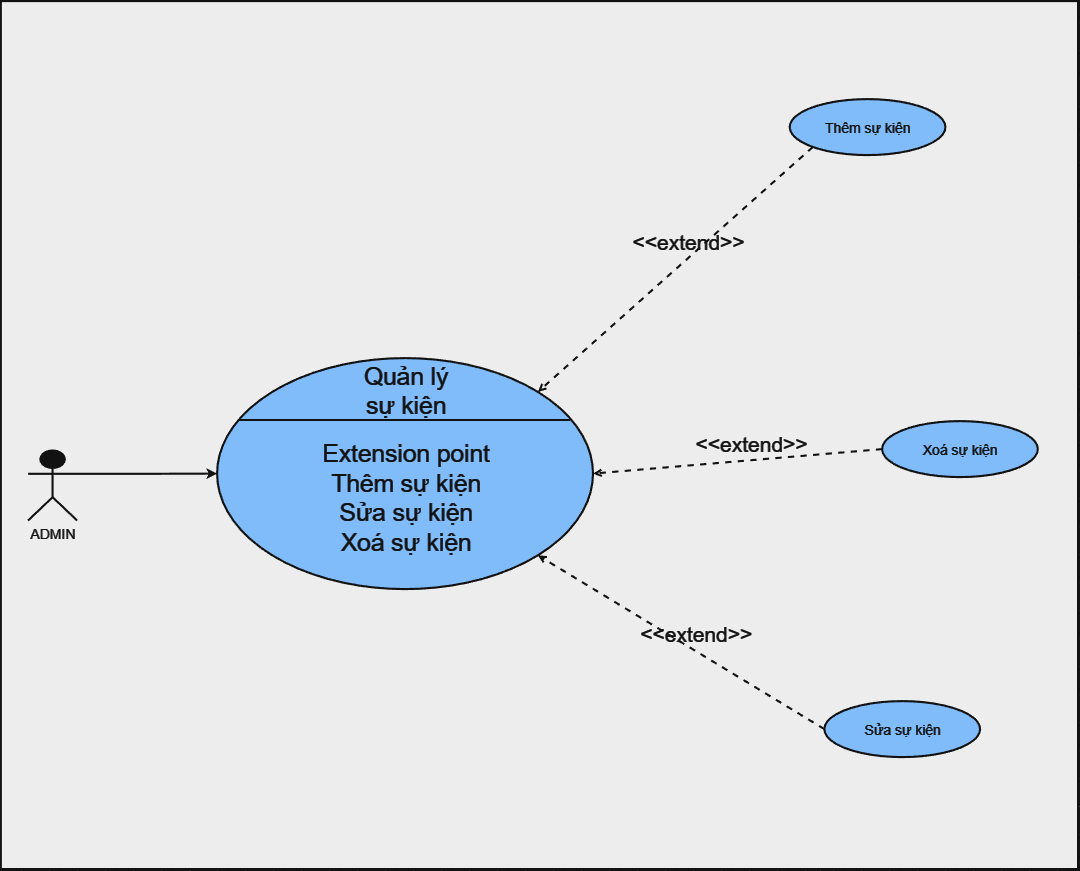 Thêm sự kiện
<<extend>>
Quản lý
sự kiện
Extension point
Thêm sự kiện
Sửa sự kiện
Xoá sự kiện
<<extend>>
Xoá sự kiện
ADMIN
<<extend>>
Sửa sự kiện